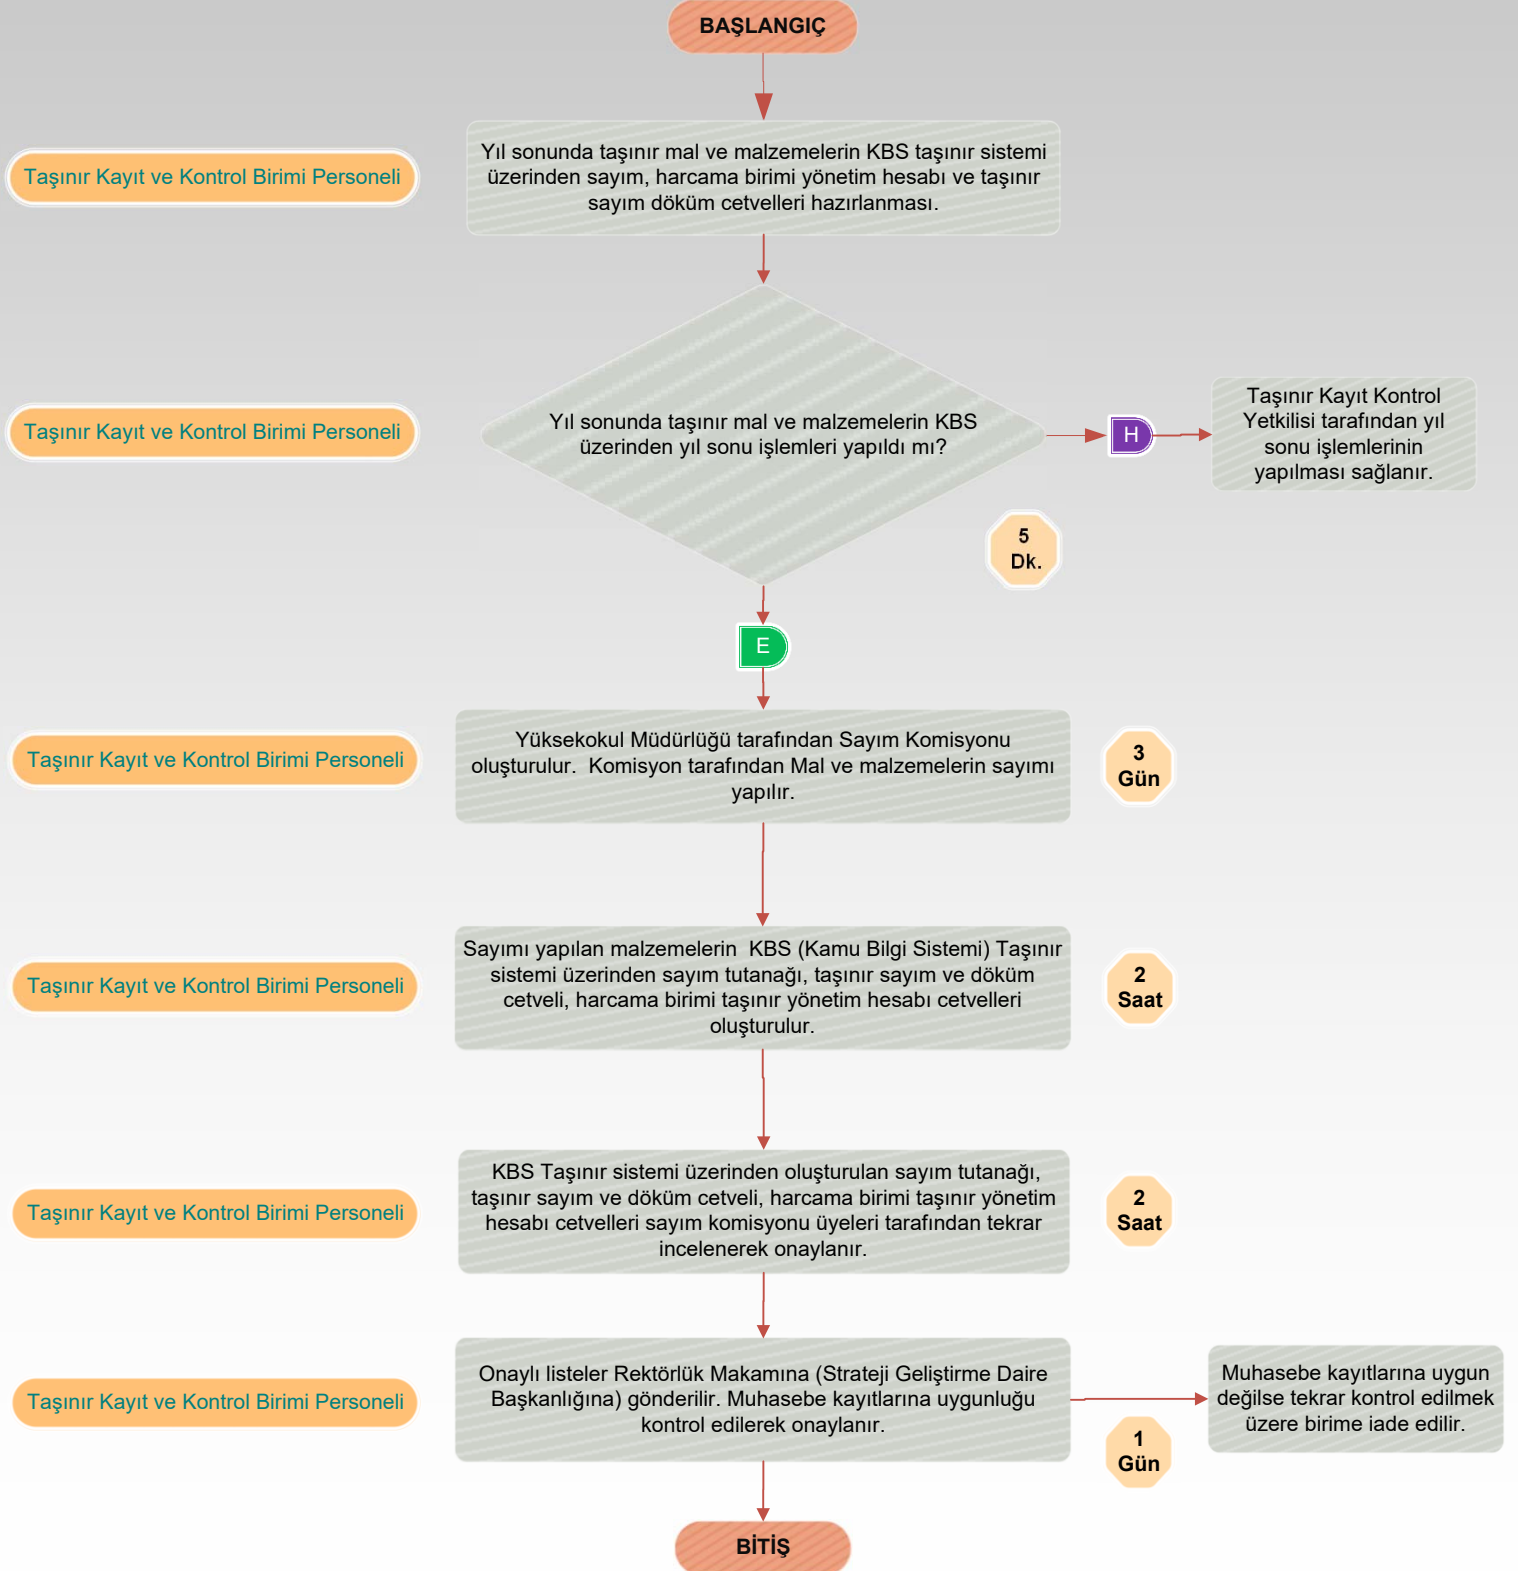 BAŞLANGIÇ
Taşınır Kayıt ve Kontrol Birimi Personeli
Yıl sonunda taşınır mal ve malzemelerin KBS taşınır sistemi
üzerinden sayım, harcama birimi yönetim hesabı ve taşınır
sayım döküm cetvelleri hazırlanması.
Taşınır Kayıt ve Kontrol Birimi Personeli
Yıl sonunda taşınır mal ve malzemelerin KBS
üzerinden yıl sonu işlemleri yapıldı mı?
H
Taşınır Kayıt Kontrol
Yetkilisi tarafından yıl
sonu işlemlerinin
yapılması sağlanır.
5
Dk.
E
Taşınır Kayıt ve Kontrol Birimi Personeli
Yüksekokul Müdürlüğü tarafından Sayım Komisyonu
oluşturulur.  Komisyon tarafından Mal ve malzemelerin sayımı
yapılır.
3
Gün
Taşınır Kayıt ve Kontrol Birimi Personeli
Sayımı yapılan malzemelerin  KBS (Kamu Bilgi Sistemi) Taşınır
sistemi üzerinden sayım tutanağı, taşınır sayım ve döküm
cetveli, harcama birimi taşınır yönetim hesabı cetvelleri
oluşturulur.
2
Saat
Taşınır Kayıt ve Kontrol Birimi Personeli
KBS Taşınır sistemi üzerinden oluşturulan sayım tutanağı,
taşınır sayım ve döküm cetveli, harcama birimi taşınır yönetim
hesabı cetvelleri sayım komisyonu üyeleri tarafından tekrar
incelenerek onaylanır.
2
Saat
Taşınır Kayıt ve Kontrol Birimi Personeli
Onaylı listeler Rektörlük Makamına (Strateji Geliştirme Daire
Başkanlığına) gönderilir. Muhasebe kayıtlarına uygunluğu
kontrol edilerek onaylanır.
1
Gün
Muhasebe kayıtlarına uygun
değilse tekrar kontrol edilmek
üzere birime iade edilir.
BİTİŞ